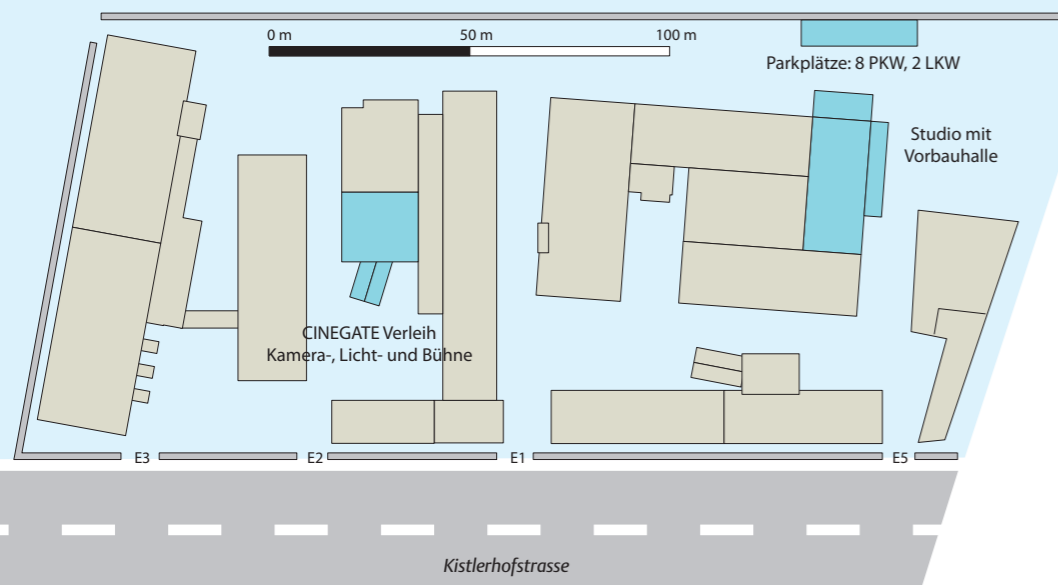 0 m 50 m 100 m
Parkplätze: 8 PKW, 2 LKW
Studio mit
Vorbauhalle
CINEGATE Verleih
Kamera-, Licht- und Bühne
E3 E2 E1 E5
Kistlerhofstrasse